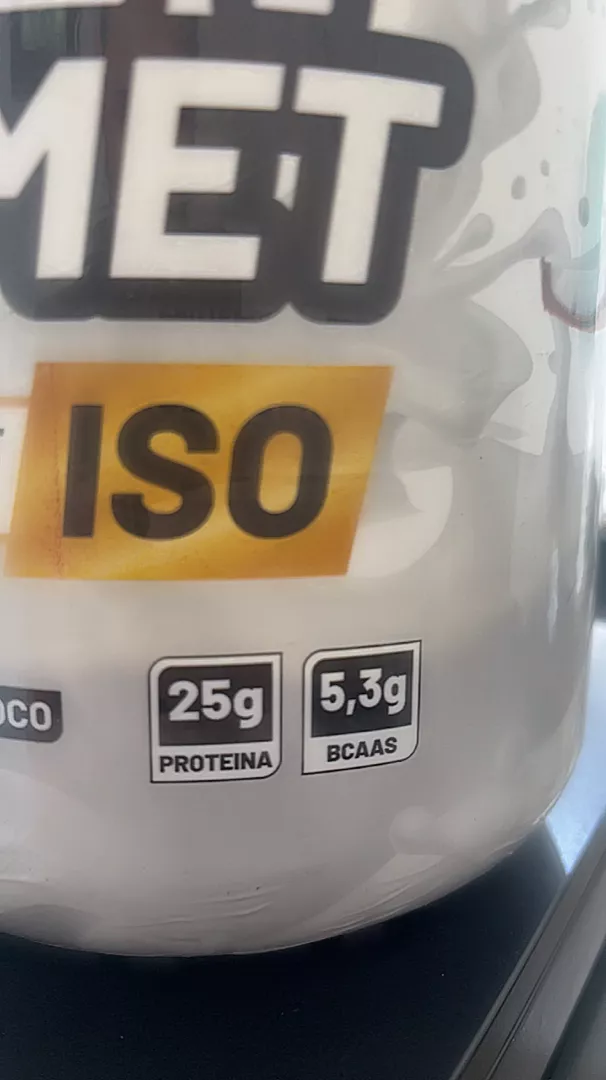 MET
ISO
OCO
25g
PROTEINA
5,3g
BCAAS